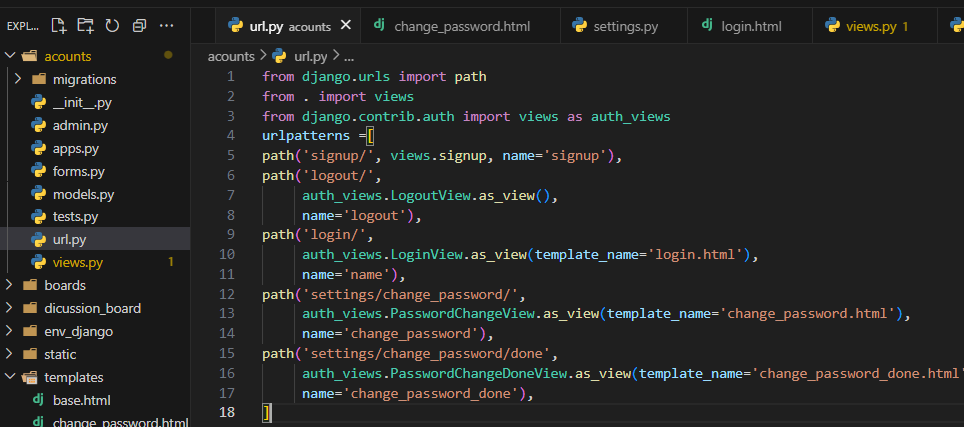 EXPL...
url.py acounts
change_password.html
settings.py
login.html
views.py 1
acounts
migrations
__init__.py
admin.py
apps.py
forms.py
models.py
tests.py
url.py
views.py 1
boards
dicussion_board
env_django
static
templates
base.html
change_password.html
acounts > url.py > ...
1 from django.urls import path
2 from . import views
3 from django.contrib.auth import views as auth_views
4 urlpatterns =[
5 path('signup/', views.signup, name='signup'),
6 path('logout/',
7 auth_views.LogoutView.as_view(),
8 name='logout'),
9 path('login/',
10 auth_views.LoginView.as_view(template_name='login.html'),
11 name='name'),
12 path('settings/change_password/',
13 auth_views.PasswordChangeView.as_view(template_name='change_password.html'),
14 name='change_password'),
15 path('settings/change_password/done',
16 auth_views.PasswordChangeDoneView.as_view(template_name='change_password_done.html'
17 name='change_password_done'),
18 ]